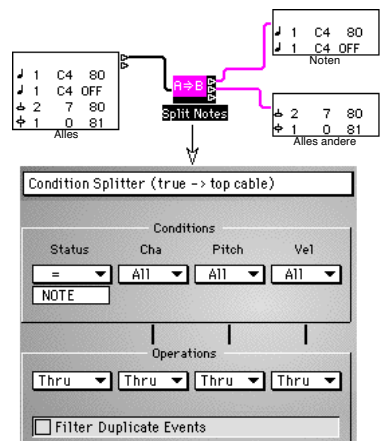 1 C4 80
1 C4 OFF
2 7 80
1 0 81
Alles
A⇒B
Split Notes
1 C4 80
1 C4 OFF
Noten
2 7 80
1 0 81
Alles andere
Condition Splitter (true -> top cable)
Conditions
Status Cha Pitch Vel
= All All All
NOTE
Operations
Thru Thru Thru Thru
Filter Duplicate Events